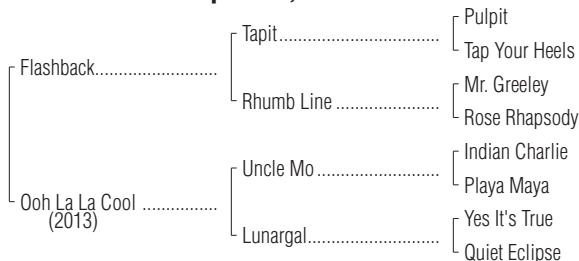 Pulpit
Tapit
Tap Your Heels
Flashback
Mr. Greeley
Rhumb Line
Rose Rhapsody
Indian Charlie
Uncle Mo
Playa Maya
Ooh La La Cool
(2013)
Yes It's True
Lunargal
Quiet Eclipse